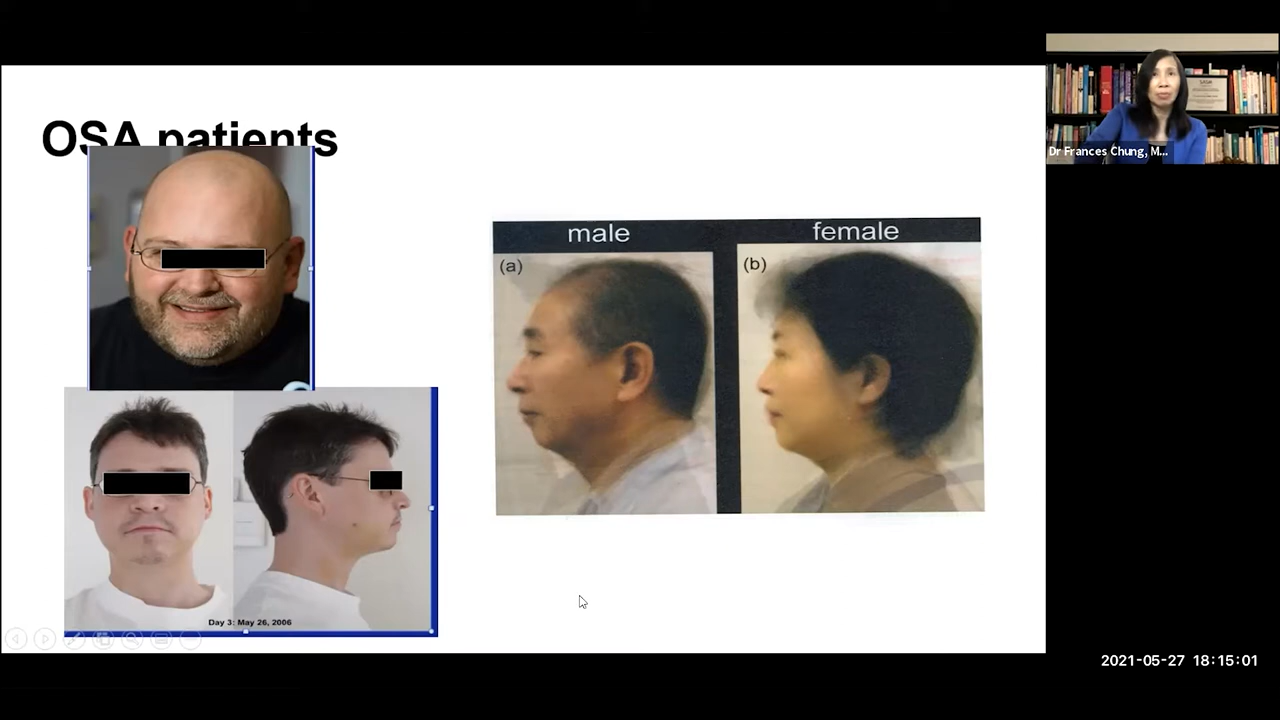 OSA patients
male
female
(a)
(b)
Day 3: May 26, 2006
Dr Frances Chung, M...
2021-05-27 18:15:01